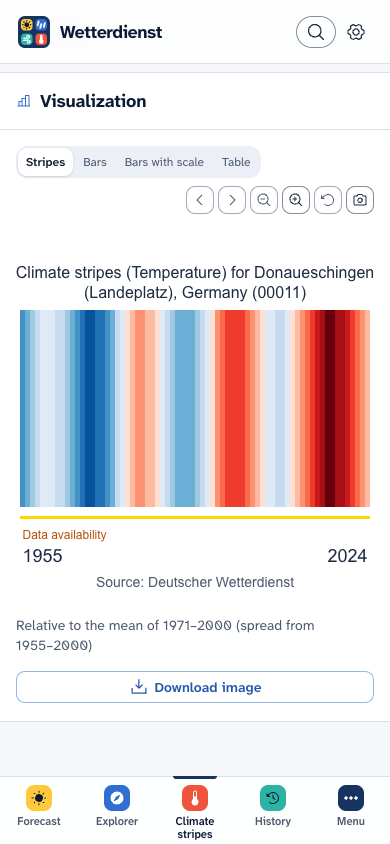 Wetterdienst
Visualization
Stripes
Bars
Bars with scale
Table
Climate stripes (Temperature) for Donaueschingen
(Landeplatz), Germany (00011)
Data availability
1955
2024
Source: Deutscher Wetterdienst
Relative to the mean of 1971–2000 (spread from
1955–2000)
Download image
Forecast
Explorer
Climate
stripes
History
Menu